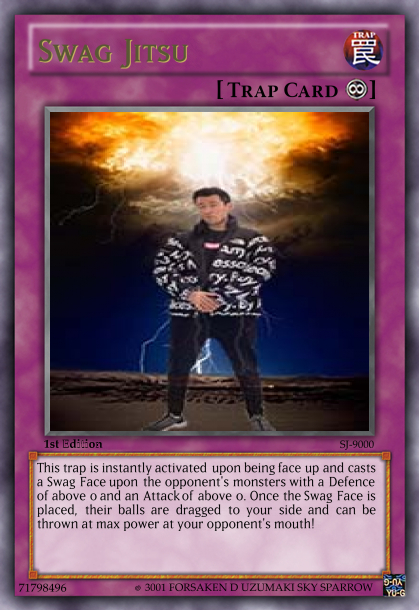 Swag Jitsu
TRAP
罠
[Trap Card ]
1st Edition
SJ-9000
This trap is instantly activated upon being face up and casts
a Swag Face upon the opponent's monsters with a Defence
of above 0 and an Attack of above 0. Once the Swag Face is
placed, their balls are dragged to your side and can be
thrown at max power at your opponent's mouth!
71798496
© 3001 FORSAKEN D UZUMAKI SKY SPARROW